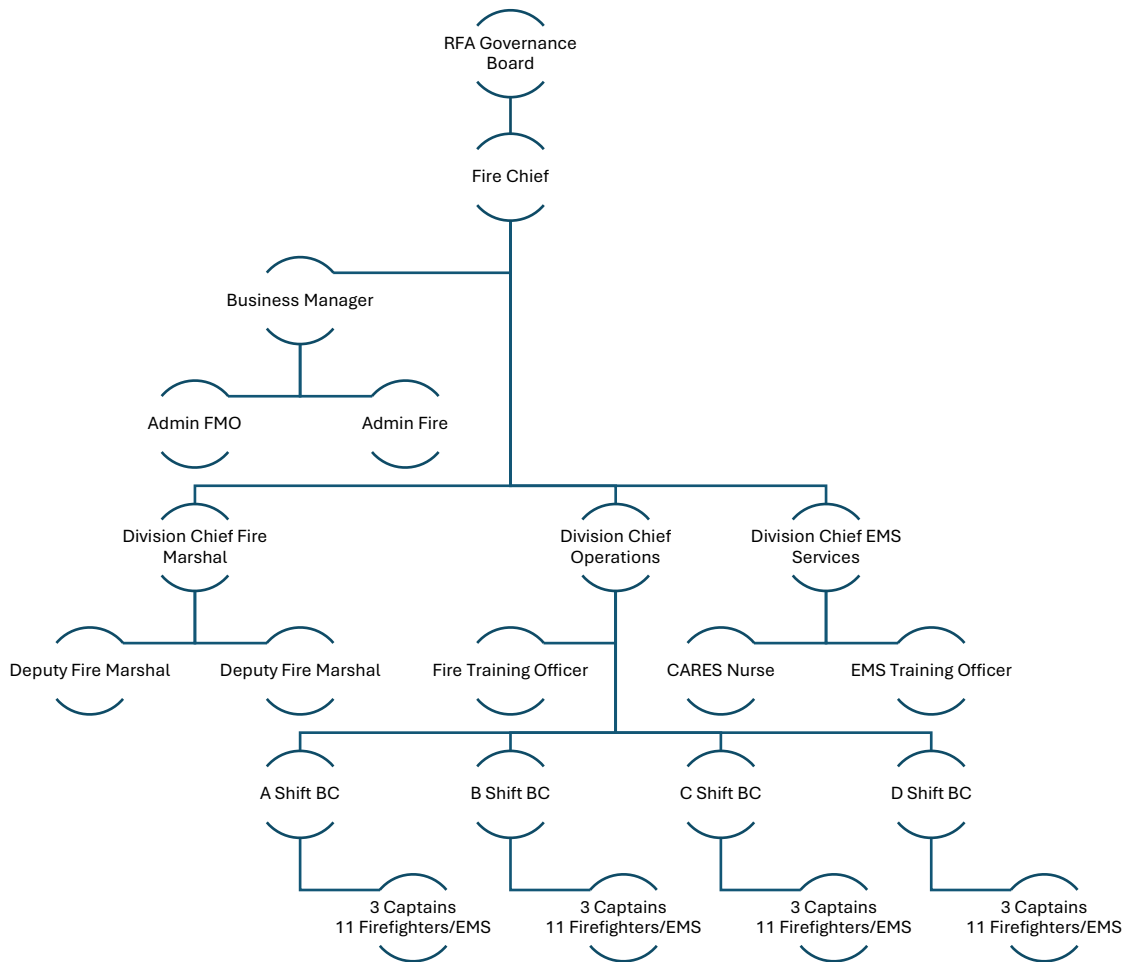 RFA Governance
Board
Fire Chief
Business Manager
Admin FMO
Admin Fire
Division Chief Fire
Marshal
Division Chief
Operations
Division Chief EMS
Services
Deputy Fire Marshal
Deputy Fire Marshal
Fire Training Officer
CARES Nurse
EMS Training Officer
A Shift BC
B Shift BC
C Shift BC
D Shift BC
3 Captains
11 Firefighters/EMS
3 Captains
11 Firefighters/EMS
3 Captains
11 Firefighters/EMS
3 Captains
11 Firefighters/EMS